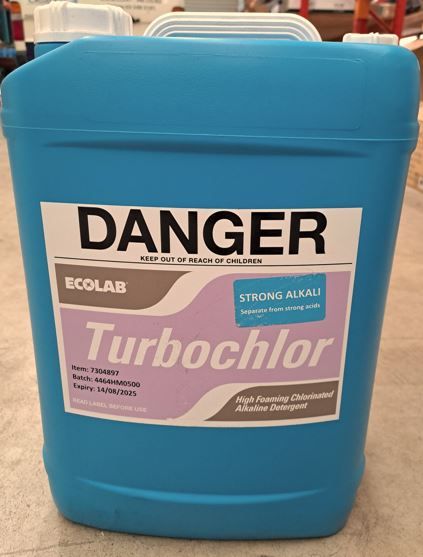 DANGER
KEEP OUT OF REACH OF CHILDREN
ECOLAB®
STRONG ALKALI
Separate from strong acids
Turbochlor
Item: 7304897
Batch: 4464HM0500
Expiry: 14/08/2025
READ LABEL BEFORE USE
High Foaming Chlorinated
Alkaline Detergent